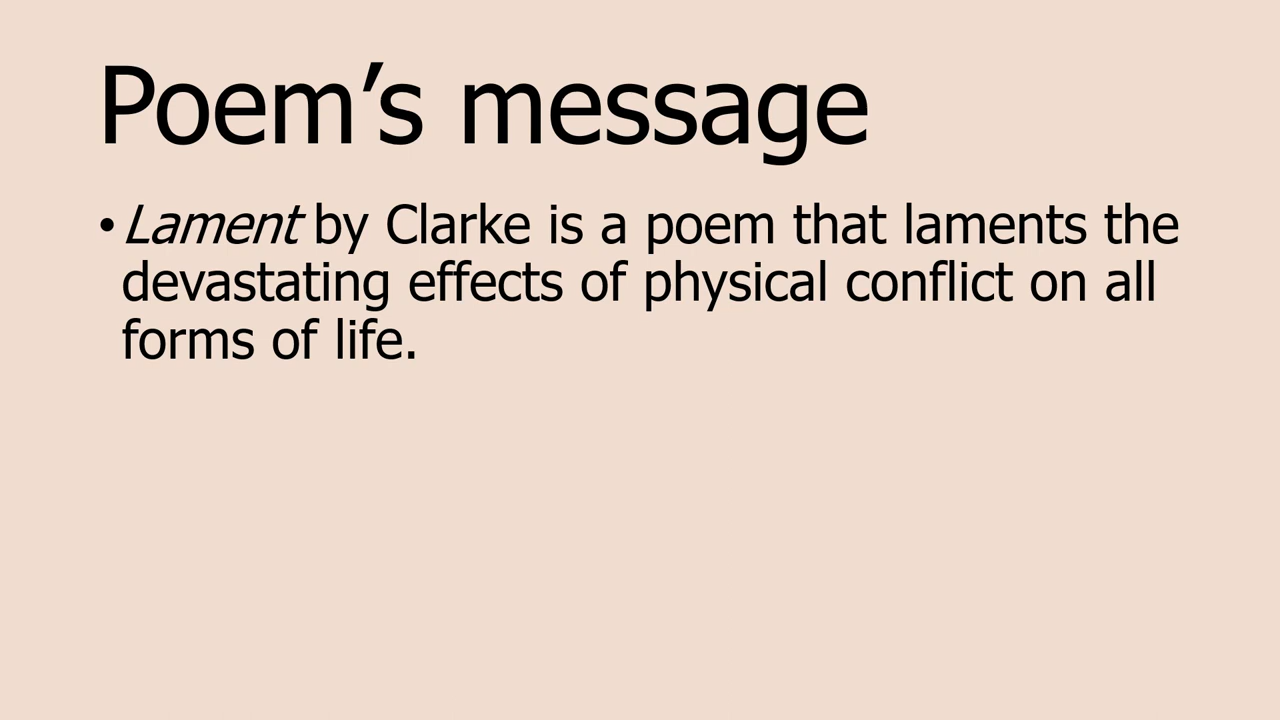 Poem’s message
• Lament by Clarke is a poem that laments the
devastating effects of physical conflict on all
forms of life.